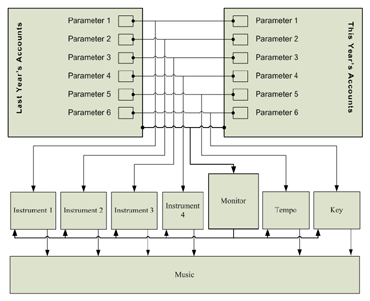 Last Year's Accounts
Parameter 1
Parameter 2
Parameter 3
Parameter 4
Parameter 5
Parameter 6
This Year's Accounts
Parameter 1
Parameter 2
Parameter 3
Parameter 4
Parameter 5
Parameter 6
Instrument 1
Instrument 2
Instrument 3
Instrument
4
Monitor
Tempo
Key
Music